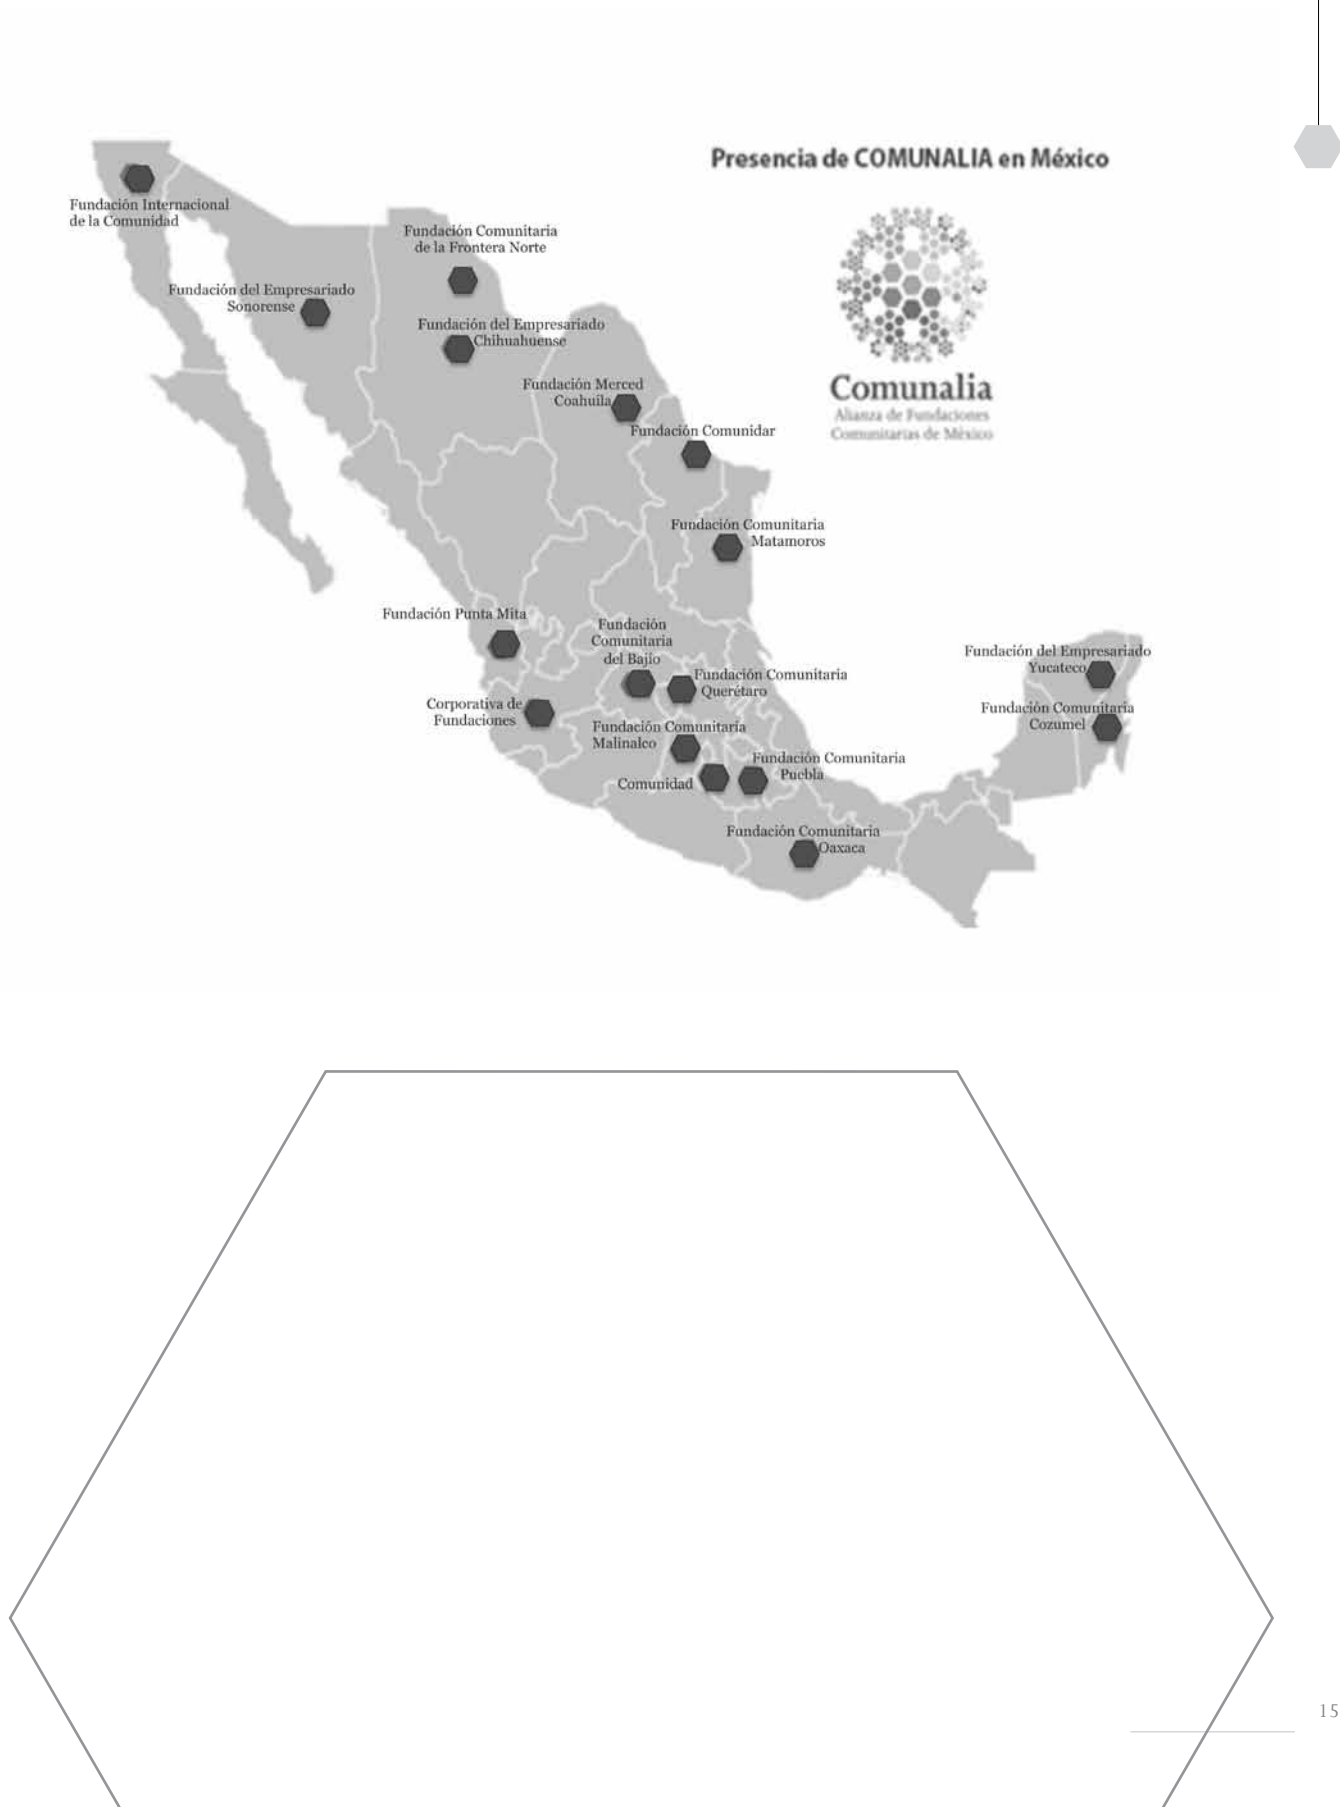 Presencia de COMUNALIA en México
Comunalia
Alianza de Fundaciones
Comunitarias de México
Fundación Internacional
de la Comunidad
Fundación Comunitaria
de la Frontera Norte
Fundación del Empresariado
Sonorense
Fundación del Empresariado
Chihuahuense
Fundación Merced
Coahuila
Fundación Comunidar
Fundación Comunitaria
Matamoros
Fundación Punta Mita
Fundación
Comunitaria
del Bajío
Fundación Comunitaria
Querétaro
Fundación del Empresariado
Yucateco
Corporativa de
Fundaciones
Fundación Comunitaria
Cozumel
Fundación Comunitaria
Malinalco
Comunidad
Fundación Comunitaria
Puebla
Fundación Comunitaria
Oaxaca
15